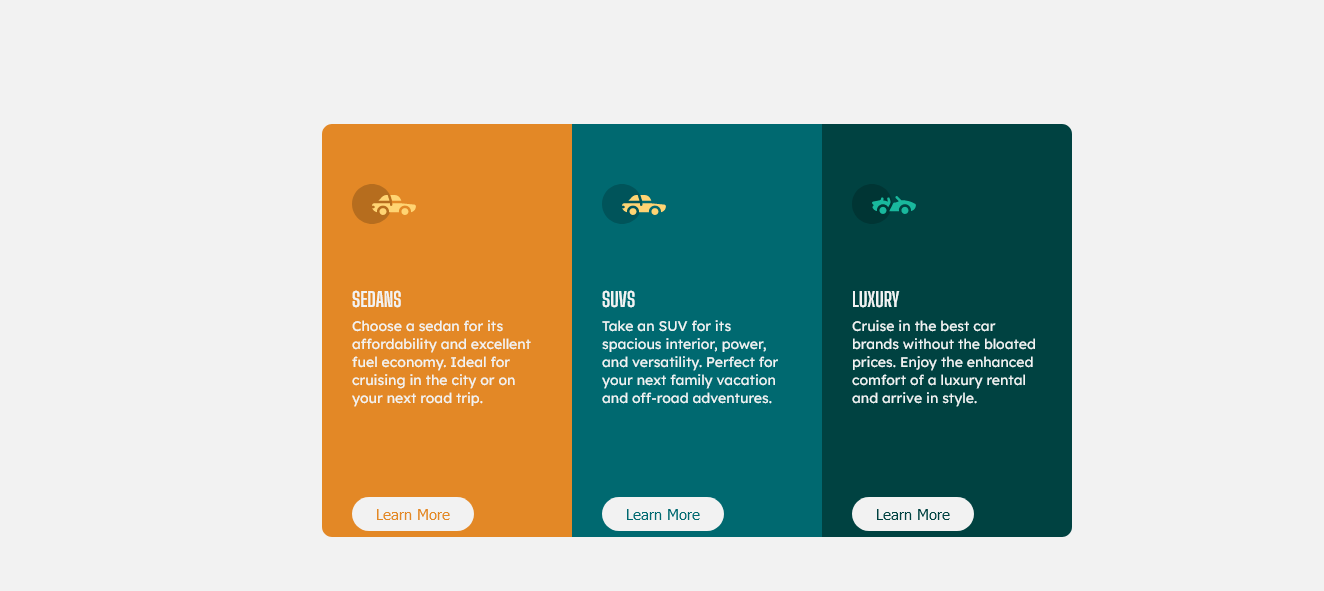 SEDANS
Choose a sedan for its
affordability and excellent
fuel economy. Ideal for
cruising in the city or on
your next road trip.
Learn More
SUVS
Take an SUV for its
spacious interior, power,
and versatility. Perfect for
your next family vacation
and off-road adventures.
Learn More
LUXURY
Cruise in the best car
brands without the bloated
prices. Enjoy the enhanced
comfort of a luxury rental
and arrive in style.
Learn More